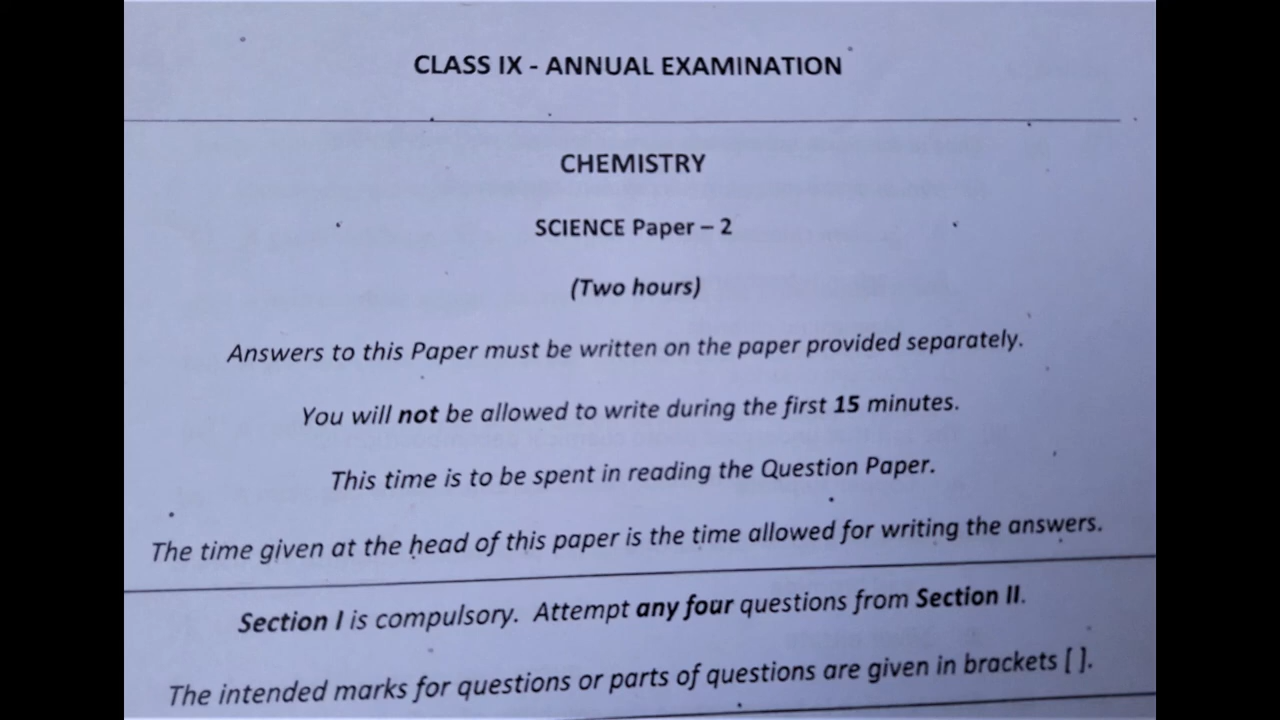 CLASS IX - ANNUAL EXAMINATION
CHEMISTRY
SCIENCE Paper – 2
(Two hours)
Answers to this Paper must be written on the paper provided separately.
You will not be allowed to write during the first 15 minutes.
This time is to be spent in reading the Question Paper.
The time given at the head of this paper is the time allowed for writing the answers.
Section I is compulsory. Attempt any four questions from Section II.
The intended marks for questions or parts of questions are given in brackets [ ].